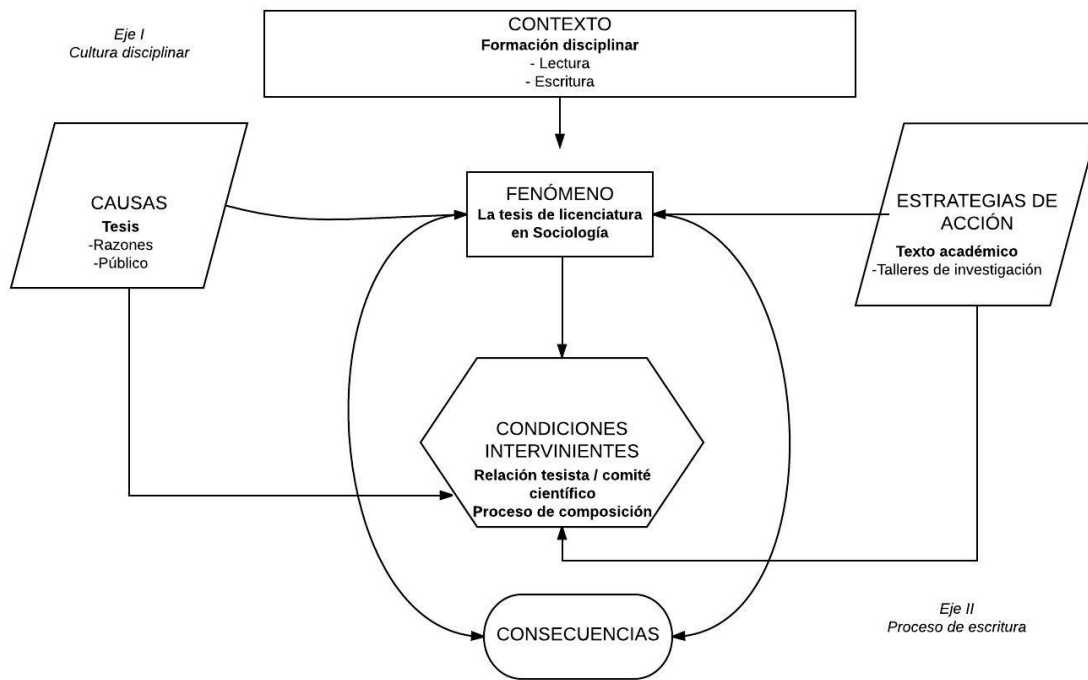 Eje I
Cultura disciplinar
CONTEXTO
Formación disciplinar
- Lectura
- Escritura
CAUSAS
Tesis
-Razones
-Público
FENÓMENO
La tesis de licenciatura
en Sociología
ESTRATEGIAS DE
ACCIÓN
Texto académico
-Talleres de investigación
CONDICIONES
INTERVINIENTES
Relación tesista / comité
científico
Proceso de composición
CONSECUENCIAS
Eje II
Proceso de escritura